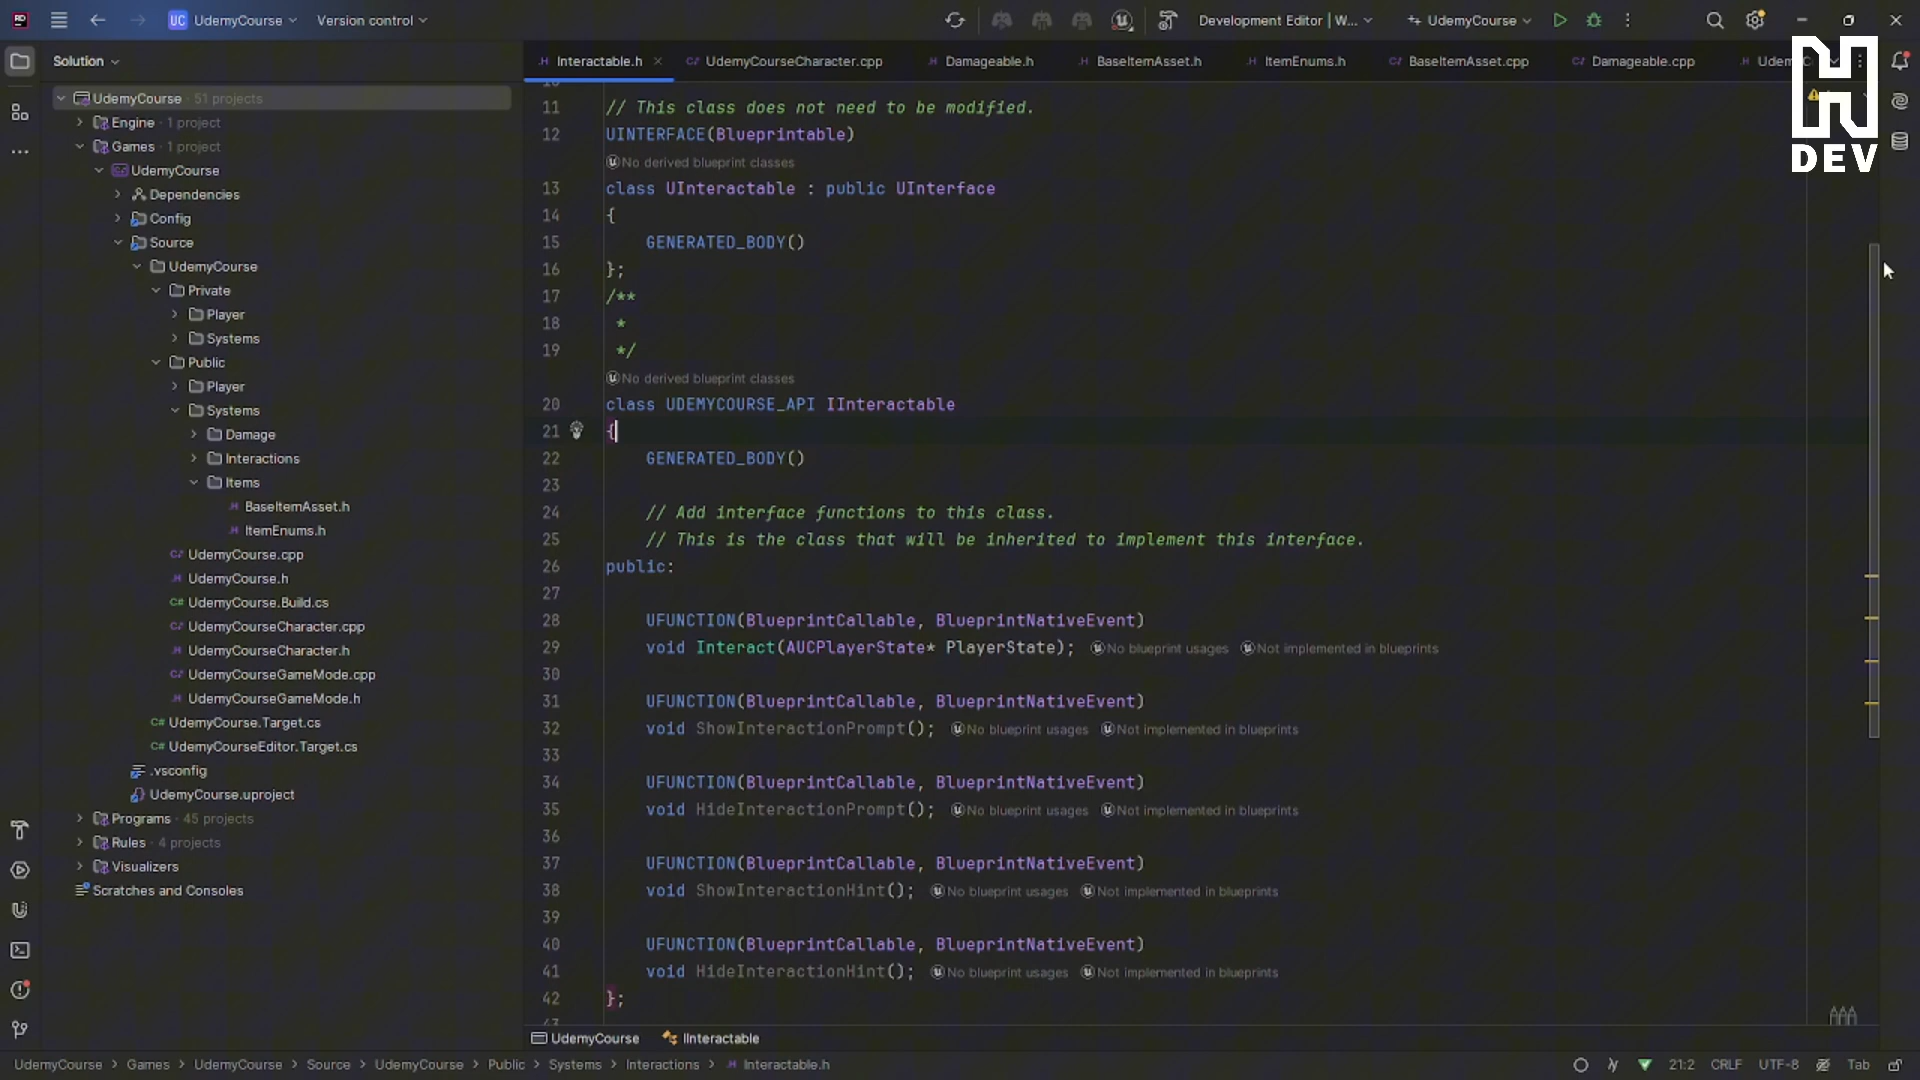 UC UdemyCourse Version control Development Editor | W... UdemyCourse
Solution
UdemyCourse 51 projects
Engine 1 project
Games 1 project
UdemyCourse
Dependencies
Config
Source
UdemyCourse
Private
Player
Systems
Public
Player
Systems
Damage
Interactions
Items
BaseItemAsset.h
ItemEnums.h
UdemyCourse.cpp
UdemyCourse.h
UdemyCourse.Build.cs
UdemyCourseCharacter.cpp
UdemyCourseCharacter.h
UdemyCourseGameMode.cpp
UdemyCourseGameMode.h
UdemyCourse.Target.cs
UdemyCourseEditor.Target.cs
.vsconfig
UdemyCourse.uproject
Programs 45 projects
Rules 4 projects
Visualizers
Scratches and Consoles
Interactable.h UdemyCourseCharacter.cpp Damageable.h BaseItemAsset.h ItemEnums.h BaseItemAsset.cpp Damageable.cpp
DEV
11 // This class does not need to be modified.
12 UINTERFACE(Blueprintable)
No derived blueprint classes
13 class UInteractable : public UInterface
14 {
15 GENERATED_BODY()
16 };
17 /**
18 *
19 */
No derived blueprint classes
20 class UDEMYCOURSE_API IInteractable
21 {
22 GENERATED_BODY()
23
24 // Add interface functions to this class.
25 // This is the class that will be inherited to implement this interface.
26 public:
27
28 UFUNCTION(BlueprintCallable, BlueprintNativeEvent)
29 void Interact(AUCPlayerState* PlayerState); No blueprint usages Not implemented in blueprints
30
31 UFUNCTION(BlueprintCallable, BlueprintNativeEvent)
32 void ShowInteractionPrompt(); No blueprint usages Not implemented in blueprints
33
34 UFUNCTION(BlueprintCallable, BlueprintNativeEvent)
35 void HideInteractionPrompt(); No blueprint usages Not implemented in blueprints
36
37 UFUNCTION(BlueprintCallable, BlueprintNativeEvent)
38 void ShowInteractionHint(); No blueprint usages Not implemented in blueprints
39
40 UFUNCTION(BlueprintCallable, BlueprintNativeEvent)
41 void HideInteractionHint(); No blueprint usages Not implemented in blueprints
42 };
UdemyCourse IInteractable
UdemyCourse > Games > UdemyCourse > Source > UdemyCourse > Public > Systems > Interactions > Interactable.h 21:2 CRLF UTF-8 Tab